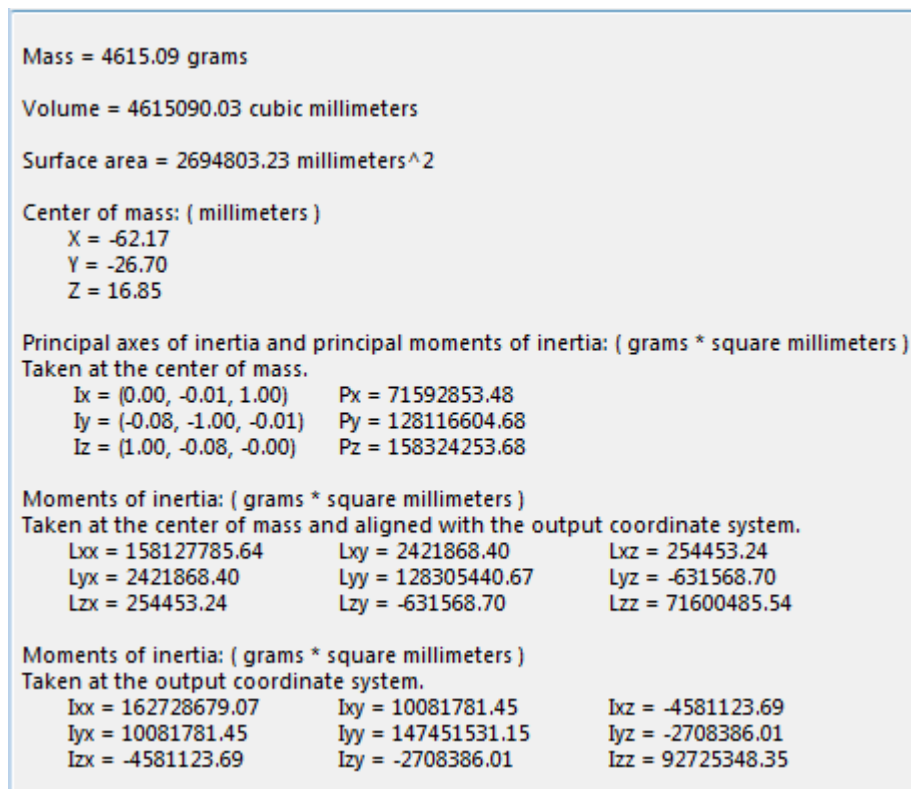 Mass = 4615.09 grams
Volume = 4615090.03 cubic millimeters
Surface area = 2694803.23 millimeters^2
Center of mass: ( millimeters )
X = -62.17
Y = -26.70
Z = 16.85
Principal axes of inertia and principal moments of inertia: ( grams * square millimeters )
Taken at the center of mass.
Ix = (0.00, -0.01, 1.00) Px = 71592853.48
Iy = (-0.08, -1.00, -0.01) Py = 128116604.68
Iz = (1.00, -0.08, -0.00) Pz = 158324253.68
Moments of inertia: ( grams * square millimeters )
Taken at the center of mass and aligned with the output coordinate system.
Lxx = 158127785.64 Lxy = 2421868.40 Lxz = 254453.24
Lyx = 2421868.40 Lyy = 128305440.67 Lyz = -631568.70
Lzx = 254453.24 Lzy = -631568.70 Lzz = 71600485.54
Moments of inertia: ( grams * square millimeters )
Taken at the output coordinate system.
Ixx = 162728679.07 Ixy = 10081781.45 Ixz = -4581123.69
Iyx = 10081781.45 Iyy = 147451531.15 Iyz = -2708386.01
Izx = -4581123.69 Izy = -2708386.01 Izz = 92725348.35